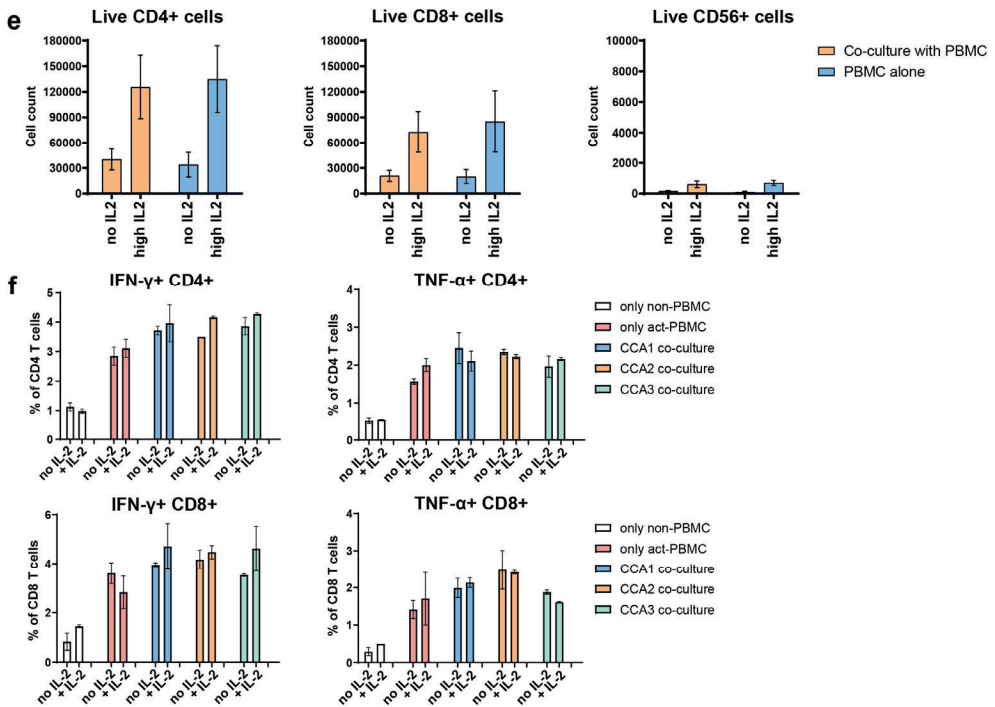 e
Live CD4+ cells
Cell count
180000
150000
120000
90000
60000
30000
0
no IL2
high IL2
no IL2
high IL2
Live CD8+ cells
Cell count
180000
150000
120000
90000
60000
30000
0
no IL2
high IL2
no IL2
high IL2
Live CD56+ cells
Cell count
10000
8000
6000
4000
2000
0
no IL2
high IL2
no IL2
high IL2
Co-culture with PBMC
PBMC alone
f
IFN-γ+ CD4+
% of CD4 T cells
5
4
3
2
1
0
no IL-2
+ IL-2
no IL-2
+ IL-2
no IL-2
+ IL-2
no IL-2
+ IL-2
no IL-2
+ IL-2
TNF-α+ CD4+
% of CD4 T cells
4
3
2
1
0
no IL-2
+ IL-2
no IL-2
+ IL-2
no IL-2
+ IL-2
no IL-2
+ IL-2
no IL-2
+ IL-2
only non-PBMC
only act-PBMC
CCA1 co-culture
CCA2 co-culture
CCA3 co-culture
IFN-γ+ CD8+
% of CD8 T cells
6
4
2
0
no IL-2
+ IL-2
no IL-2
+ IL-2
no IL-2
+ IL-2
no IL-2
+ IL-2
no IL-2
+ IL-2
TNF-α+ CD8+
% of CD8 T cells
4
3
2
1
0
no IL-2
+ IL-2
no IL-2
+ IL-2
no IL-2
+ IL-2
no IL-2
+ IL-2
no IL-2
+ IL-2
only non-PBMC
only act-PBMC
CCA1 co-culture
CCA2 co-culture
CCA3 co-culture